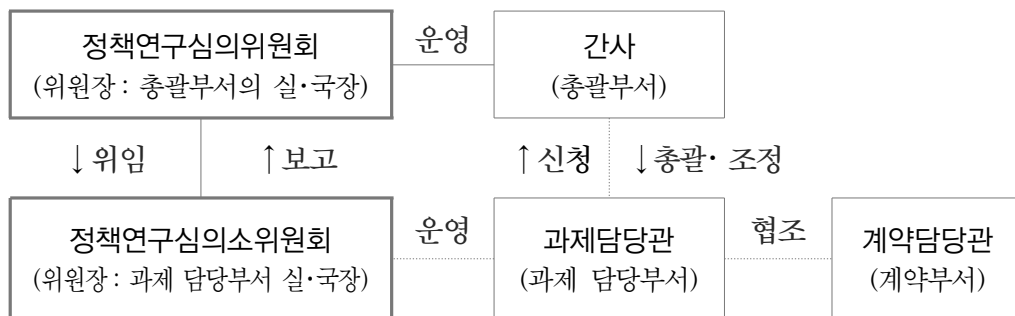 정책연구심의위원회 운영 간사
(위원장 : 총괄부서의 실·국장) (총괄부서)
↓위임 ↑보고 ↑신청 ↓총괄· 조정
정책연구심의소위원회 운영 과제담당관 협조 계약담당관
(위원장 : 과제 담당부서 실·국장) (과제 담당부서) (계약부서)